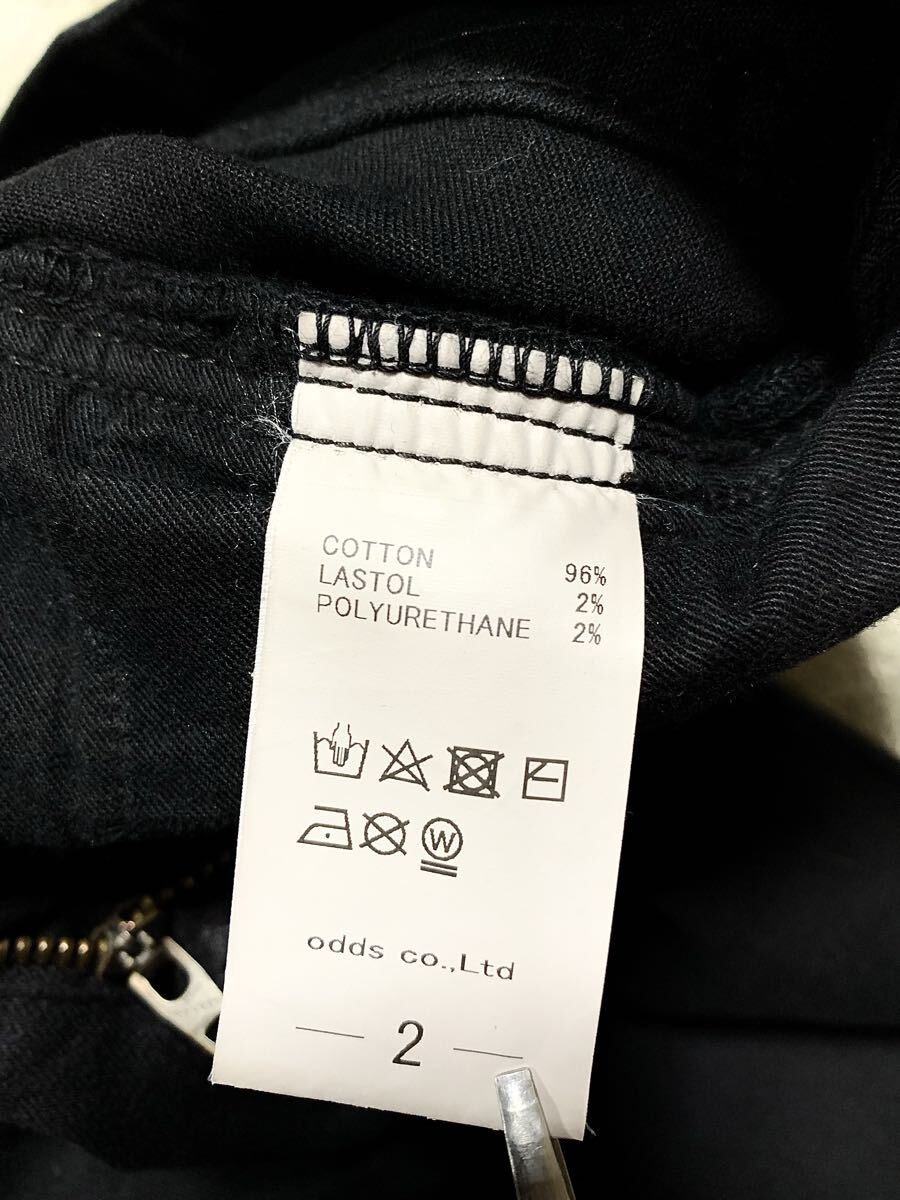 COTTON 96%
LASTOL 2%
POLYURETHANE 2%
W
odds co.,Ltd
2